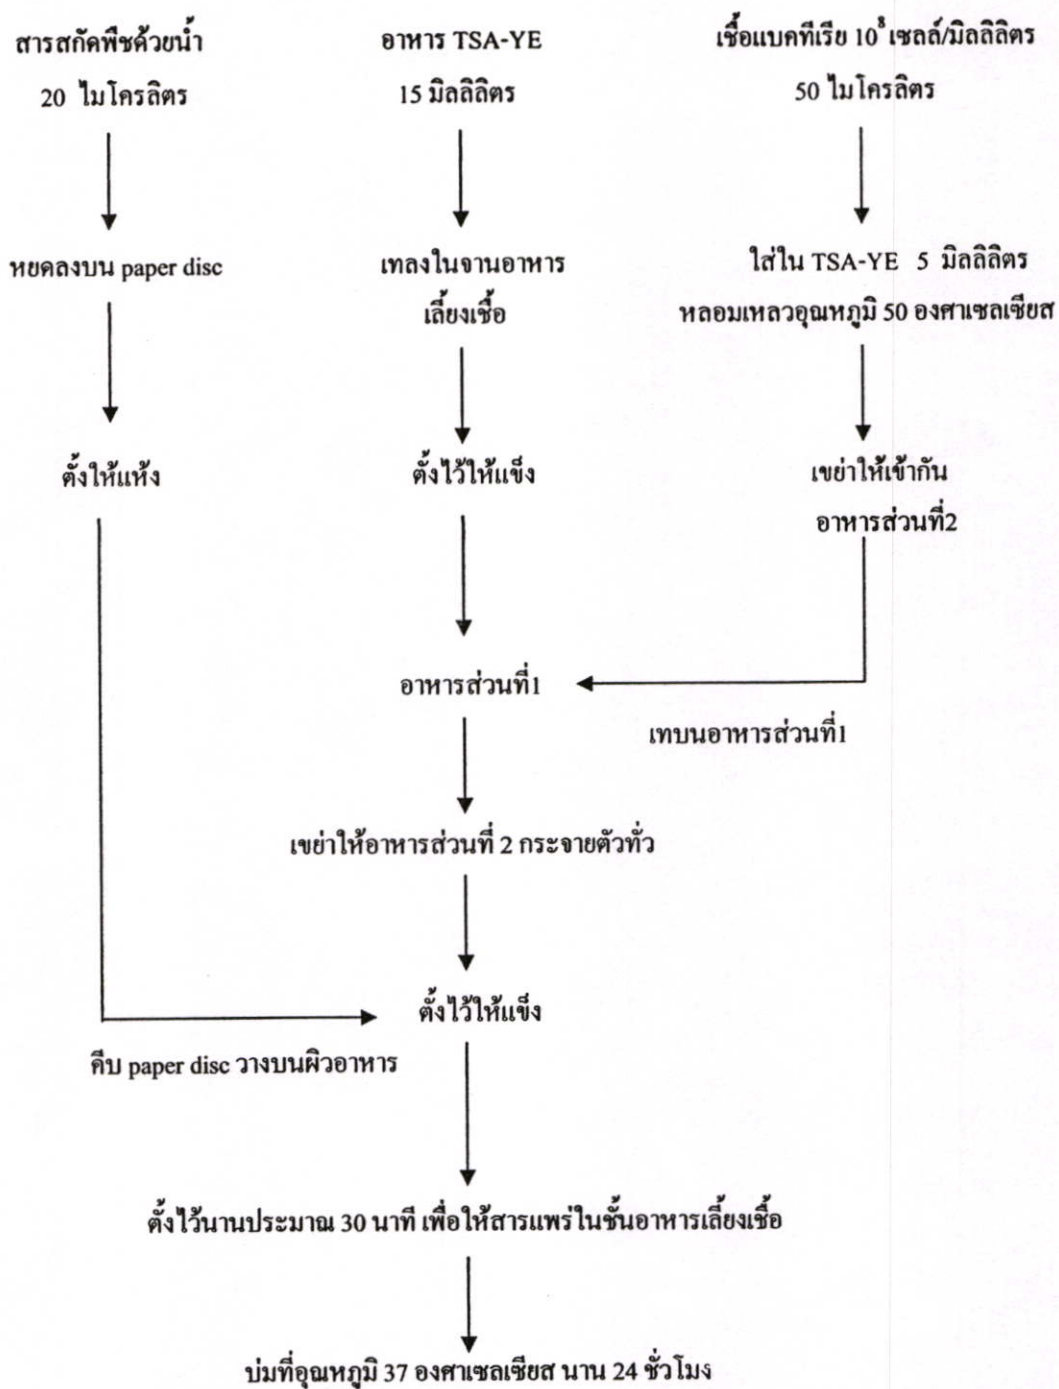 สารสกัดพืชด้วยน้ำ
20 ไมโครลิตร
หยดลงบน paper disc
ตั้งให้แห้ง
อาหาร TSA-YE
15 มิลลิลิตร
เทลงในจานอาหาร
เลี้ยงเชื้อ
ตั้งไว้ให้แข็ง
เชื้อแบคทีเรีย 10⁸ เซลล์/มิลลิลิตร
50 ไมโครลิตร
ใส่ใน TSA-YE 5 มิลลิลิตร
หลอมเหลวอุณหภูมิ 50 องศาเซลเซียส
เขย่าให้เข้ากัน
อาหารส่วนที่2
อาหารส่วนที่1
เทบนอาหารส่วนที่1
เขย่าให้อาหารส่วนที่ 2 กระจายตัวทั่ว
ตั้งไว้ให้แข็ง
คีบ paper disc วางบนผิวอาหาร
ตั้งไว้นานประมาณ 30 นาที เพื่อให้สารแพร่ในชั้นอาหารเลี้ยงเชื้อ
บ่มที่อุณหภูมิ 37 องศาเซลเซียส นาน 24 ชั่วโมง